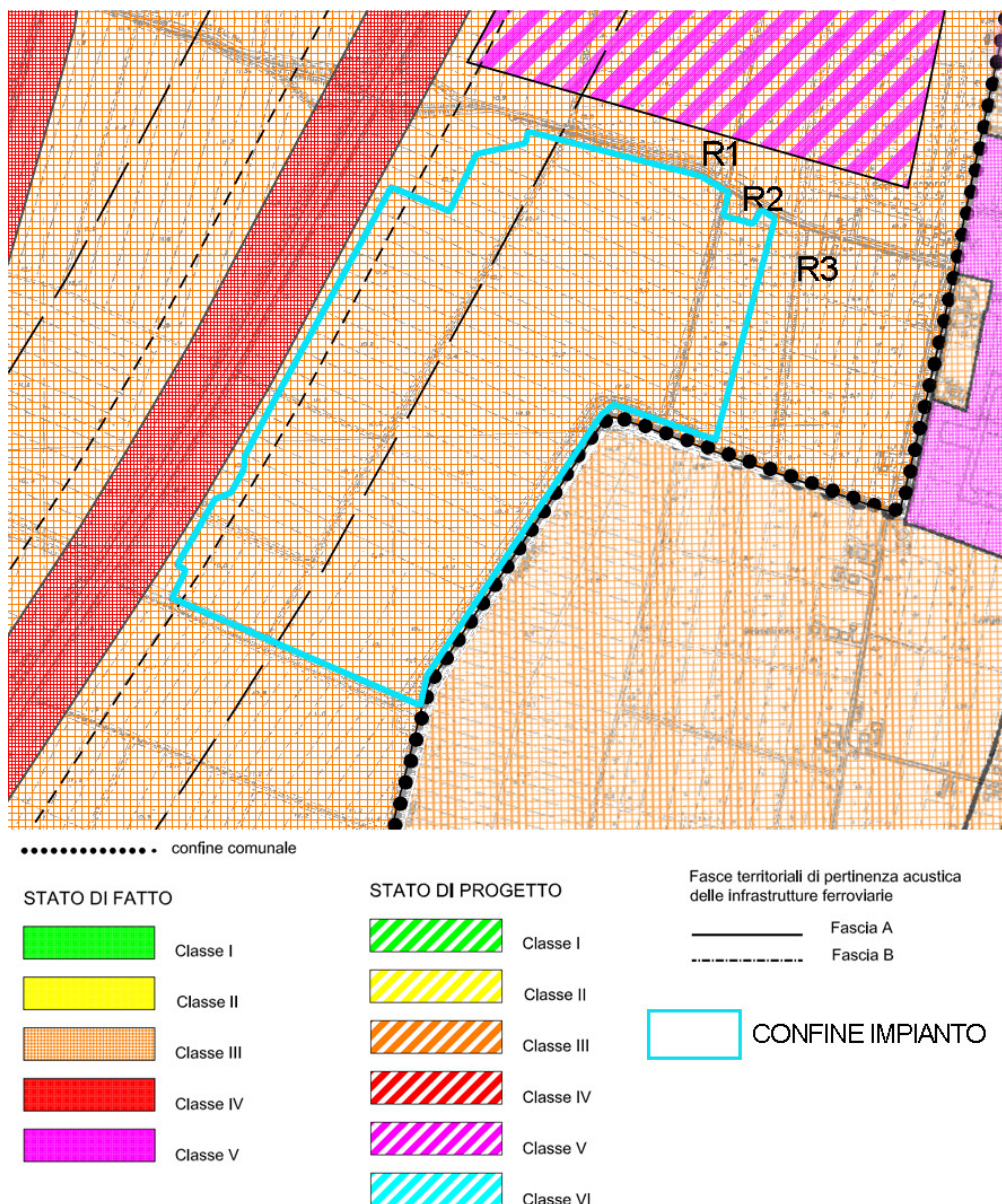 R1
R2
R3
confine comunale
STATO DI FATTO
Classe I
Classe II
Classe III
Classe IV
Classe V
STATO DI PROGETTO
Classe I
Classe II
Classe III
Classe IV
Classe V
Classe VI
Fasce territoriali di pertinenza acustica
delle infrastrutture ferroviarie
Fascia A
Fascia B
CONFINE IMPIANTO